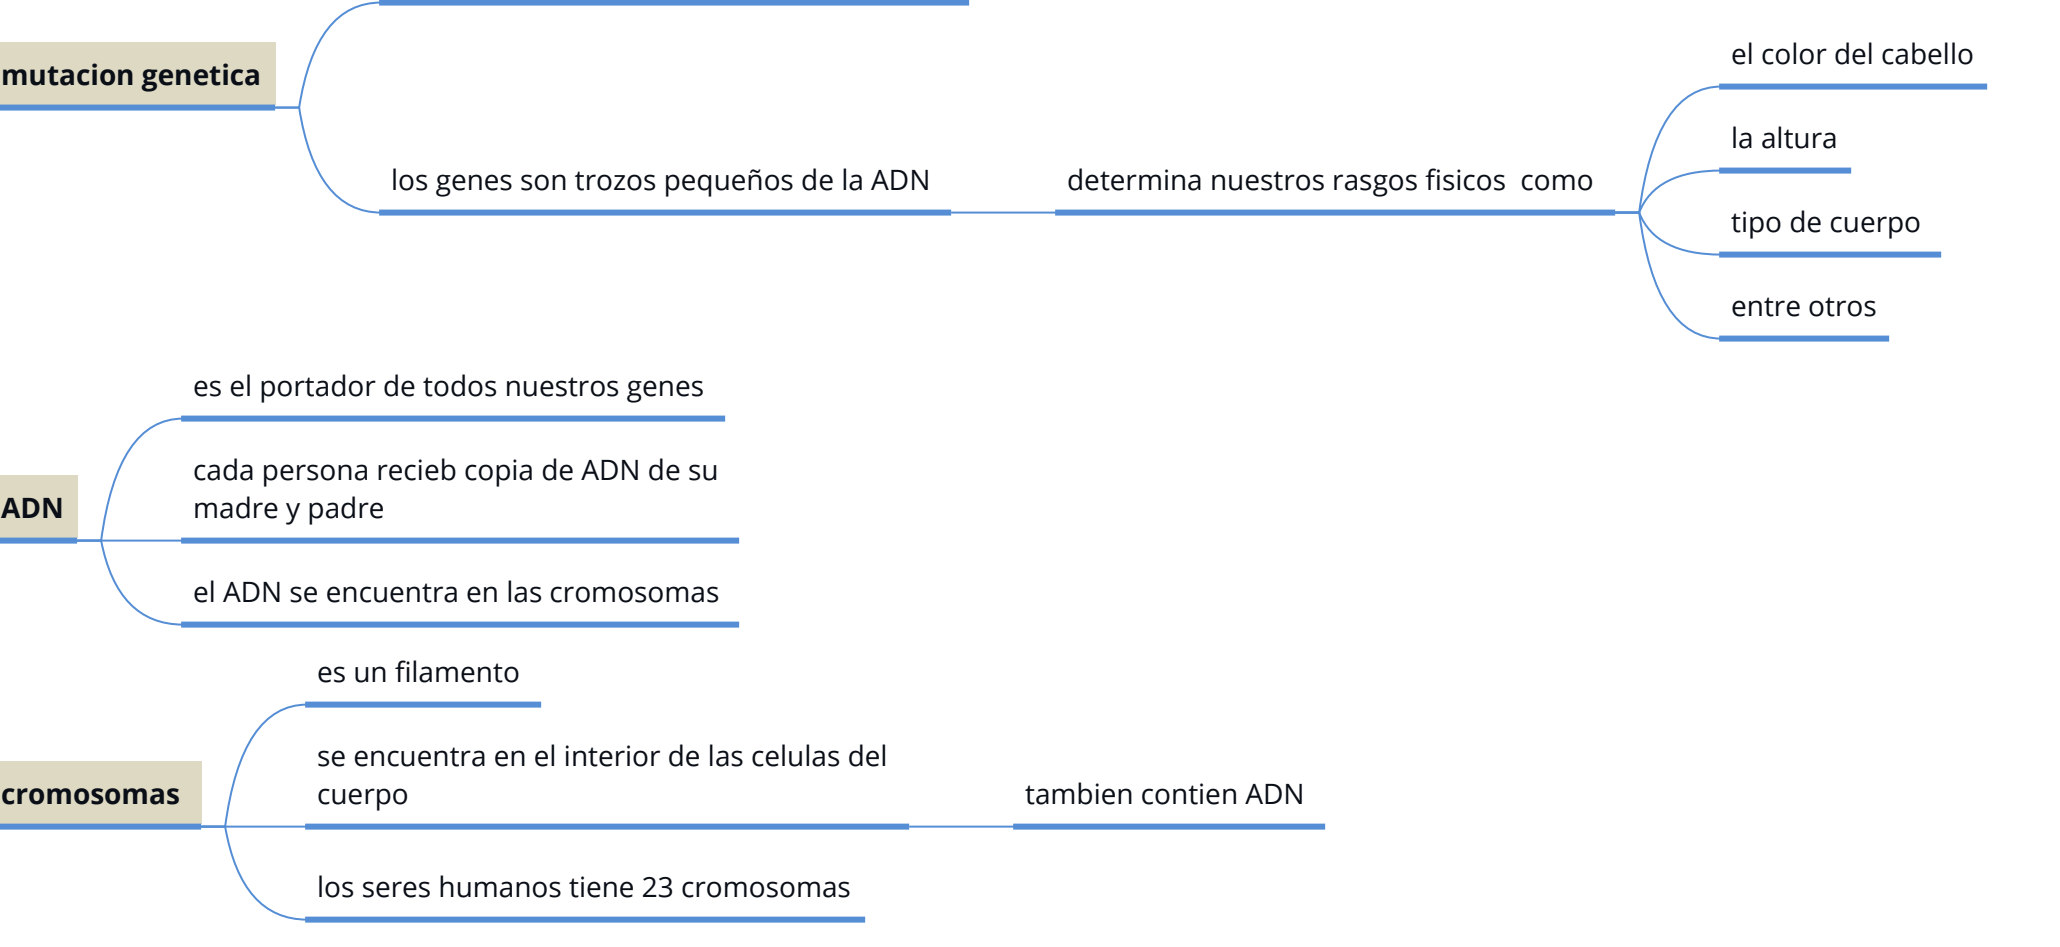 mutacion genetica
los genes son trozos pequeños de la ADN
determina nuestros rasgos fisicos  como
el color del cabello
la altura
tipo de cuerpo
entre otros
ADN
es el portador de todos nuestros genes
cada persona recieb copia de ADN de su
madre y padre
el ADN se encuentra en las cromosomas
cromosomas
es un filamento
se encuentra en el interior de las celulas del
cuerpo
tambien contien ADN
los seres humanos tiene 23 cromosomas